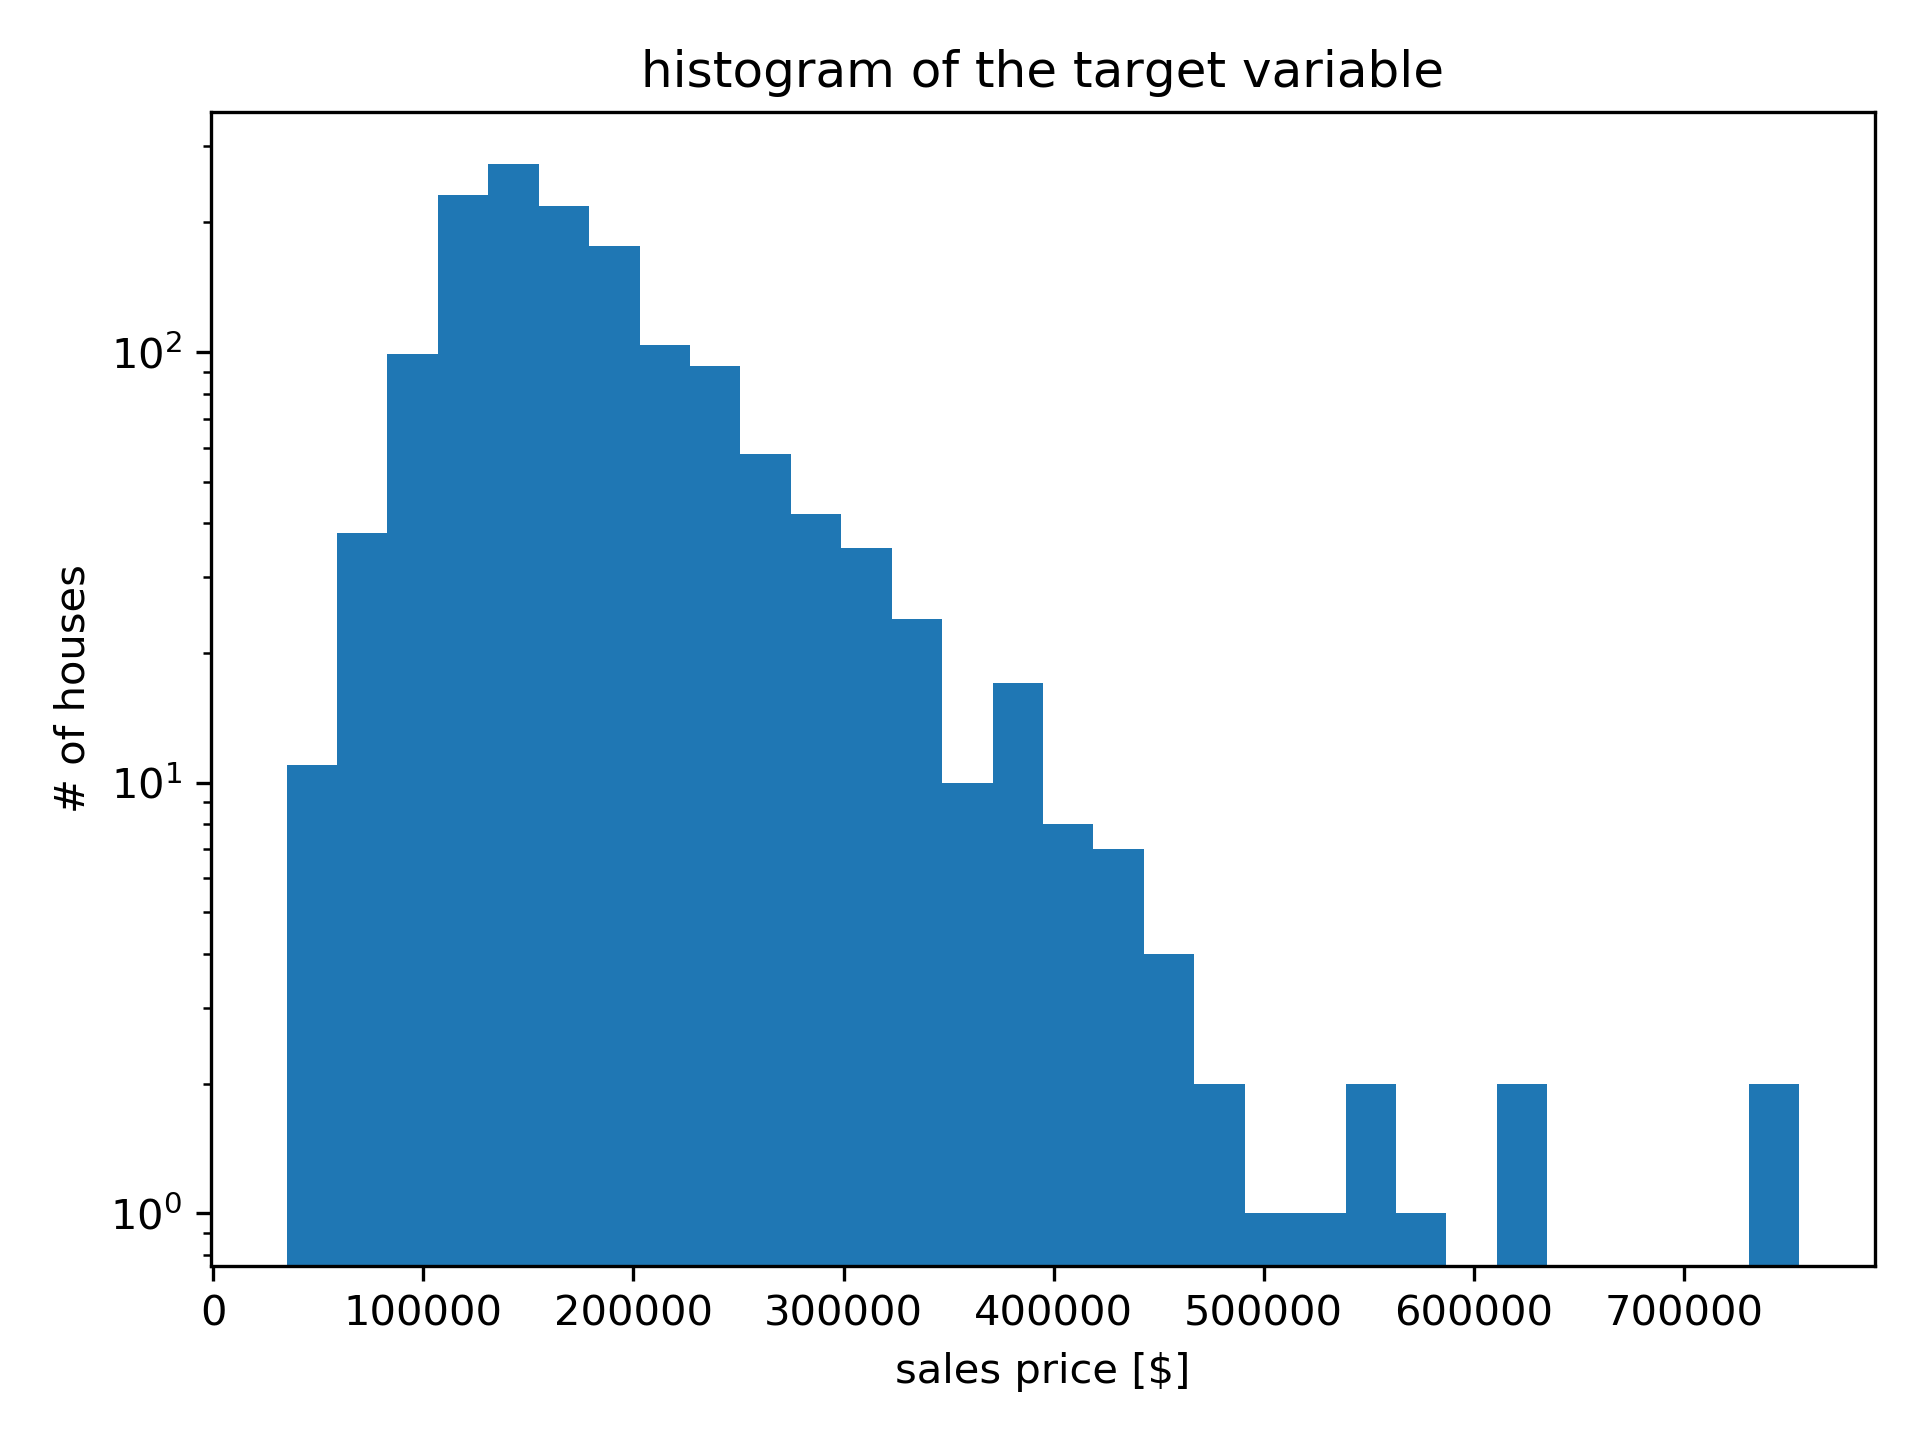 histogram of the target variable
# of houses
10²
10¹
10⁰
0 100000 200000 300000 400000 500000 600000 700000
sales price [$]